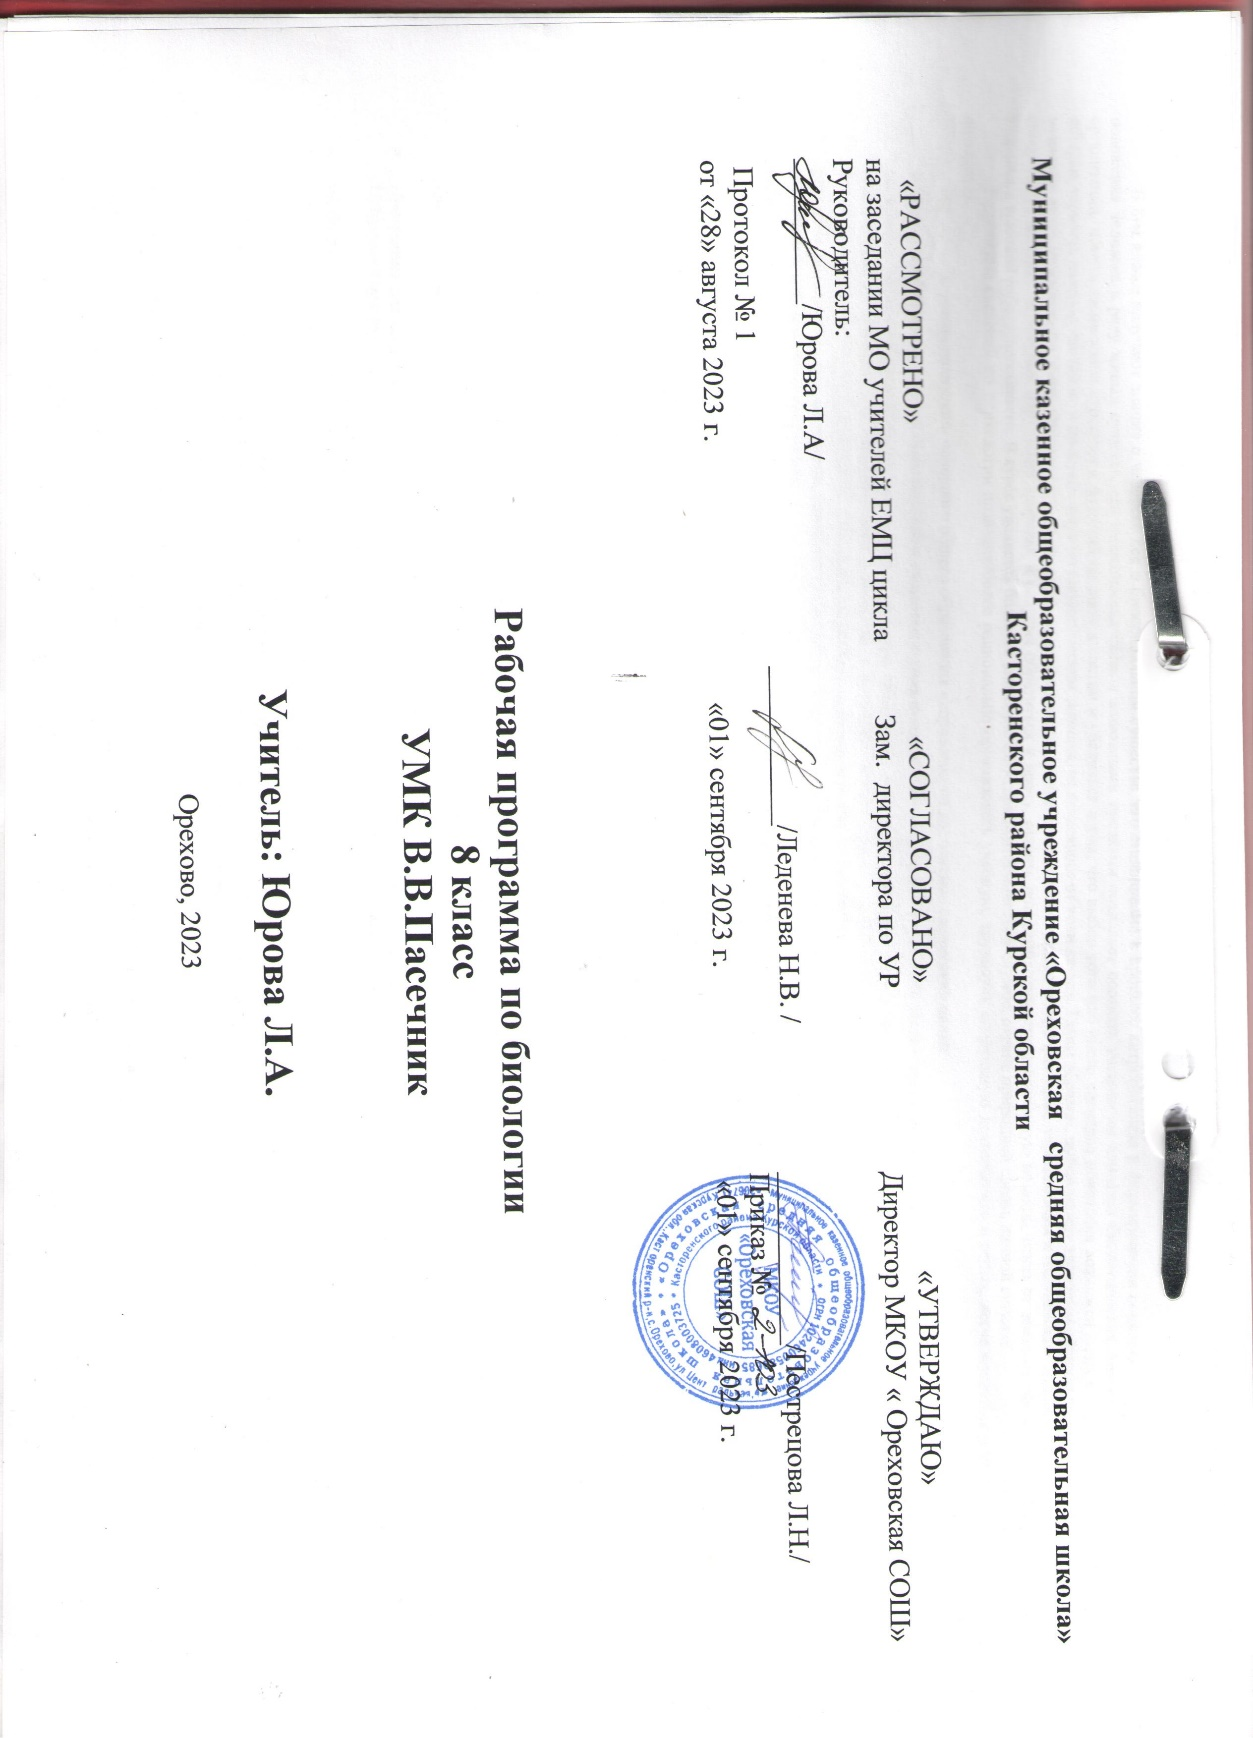 Муниципальное казенное общеобразовательное учреждение «Ореховская средняя общеобразовательная школа»
Касторенского района Курской области
«РАССМОТРЕНО»
на заседании МО учителей ЕМЦ цикла
Руководитель:
/Юрова Л.А/
Протокол № 1
от «28» августа 2023 г.
«СОГЛАСОВАНО»
Зам. директора по УР
/Леденева Н.В. /
«01» сентября 2023 г.
«УТВЕРЖДАЮ»
Директор МКОУ « Ореховская СОШ»
/Пестрецова Л.Н./
Приказ №
«01» сентября 2023 г.
МКОУ
«Ореховская
СОШ»
Рабочая программа по биологии
8 класс
УМК В.В.Пасечник
Учитель: Юрова Л.А.
Орехово, 2023